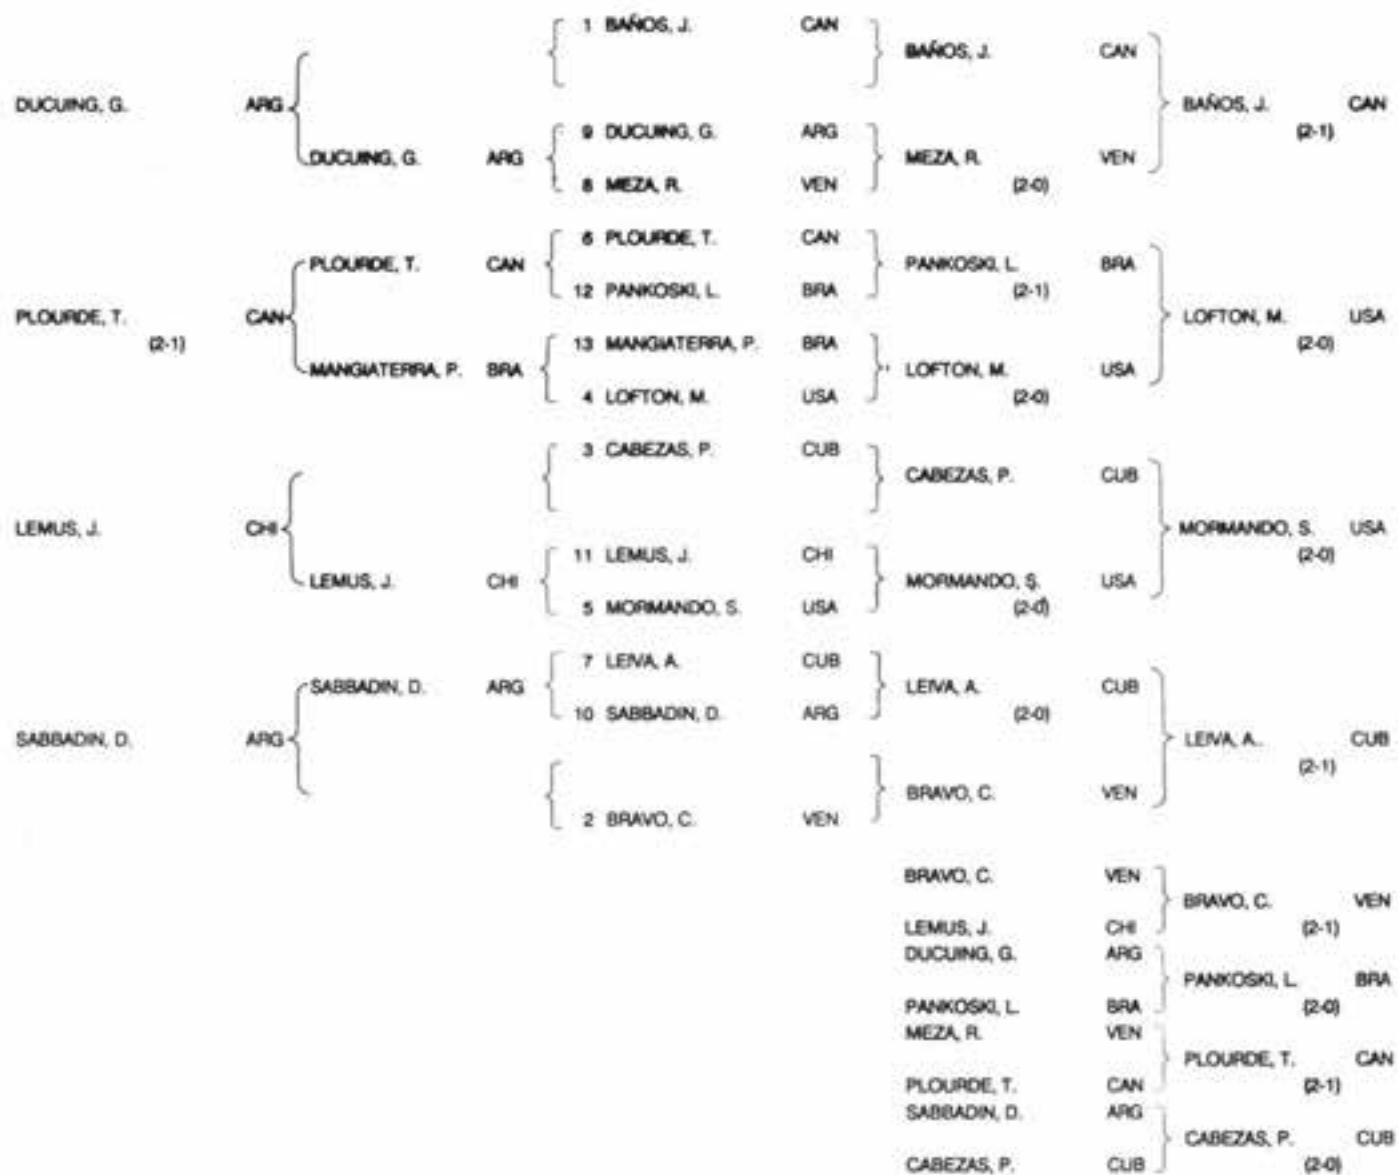 1 BAÑOS, J. CAN
BAÑOS, J. CAN
DUCUING, G. ARG BAÑOS, J. CAN
(2-1)
9 DUCUING, G. ARG
DUCUING, G. ARG MEZA, R. VEN
8 MEZA, R. VEN (2-0)
6 PLOURDE, T. CAN
PLOURDE, T. CAN PANKOSKI, L. BRA
12 PANKOSKI, L. BRA (2-1)
PLOURDE, T. CAN LOFTON, M. USA
(2-1) 13 MANGIATERRA, P. BRA (2-0)
MANGIATERRA, P. BRA LOFTON, M. USA
4 LOFTON, M. USA (2-0)
3 CABEZAS, P. CUB
CABEZAS, P. CUB
LEMUS, J. CHI MORMANDO, S. USA
11 LEMUS, J. CHI (2-0)
LEMUS, J. CHI MORMANDO, S. USA
5 MORMANDO, S. USA (2-0)
7 LEIVA, A. CUB
SABBADIN, D. ARG LEIVA, A. CUB
10 SABBADIN, D. ARG (2-0)
SABBADIN, D. ARG LEIVA, A.. CUB
(2-1)
BRAVO, C. VEN
2 BRAVO, C. VEN
BRAVO, C. VEN
BRAVO, C. VEN
LEMUS, J. CHI (2-1)
DUCUING, G. ARG
PANKOSKI, L. BRA
PANKOSKI, L. BRA (2-0)
MEZA, R. VEN
PLOURDE, T. CAN
PLOURDE, T. CAN (2-1)
SABBADIN, D. ARG
CABEZAS, P. CUB
CABEZAS, P. CUB (2-0)